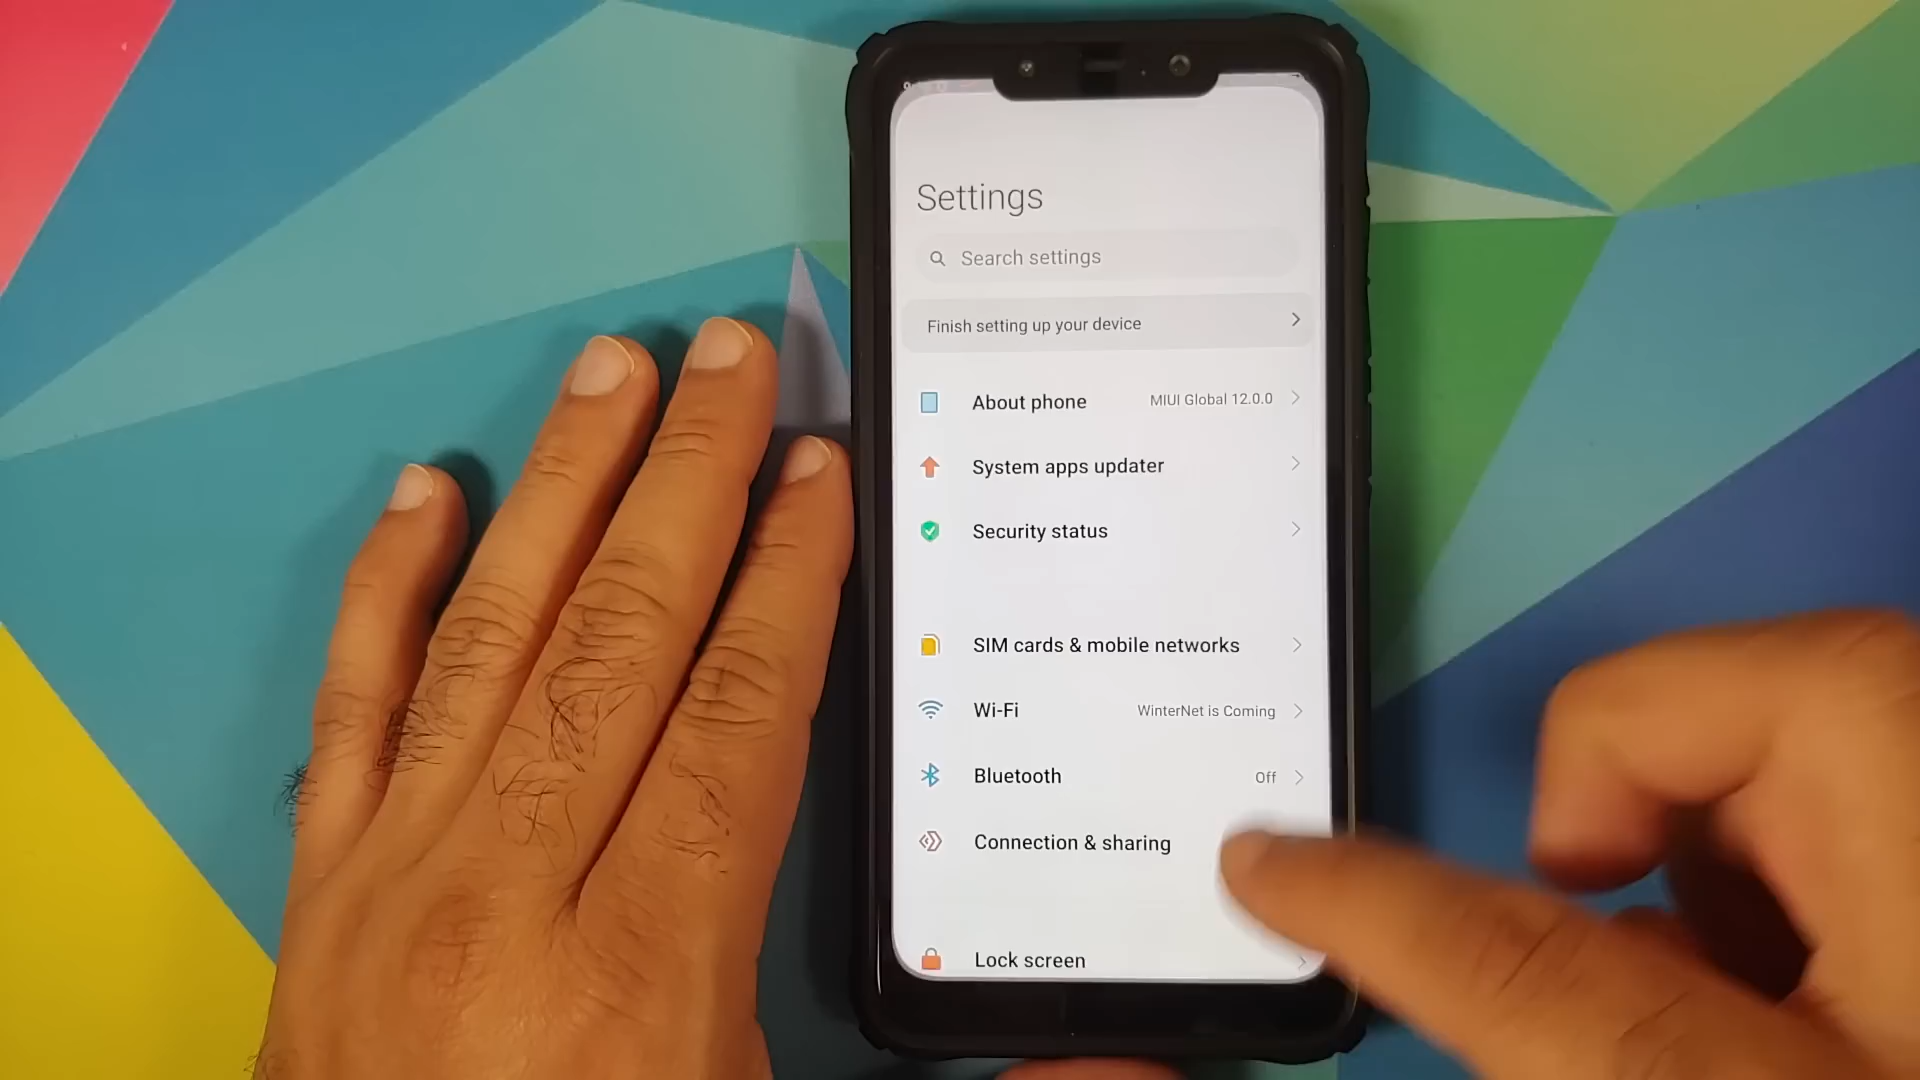 Settings
Search settings
Finish setting up your device
About phone MIUI Global 12.0.0
System apps updater
Security status
SIM cards & mobile networks
Wi-Fi WinterNet is Coming
Bluetooth Off
Connection & sharing
Lock screen